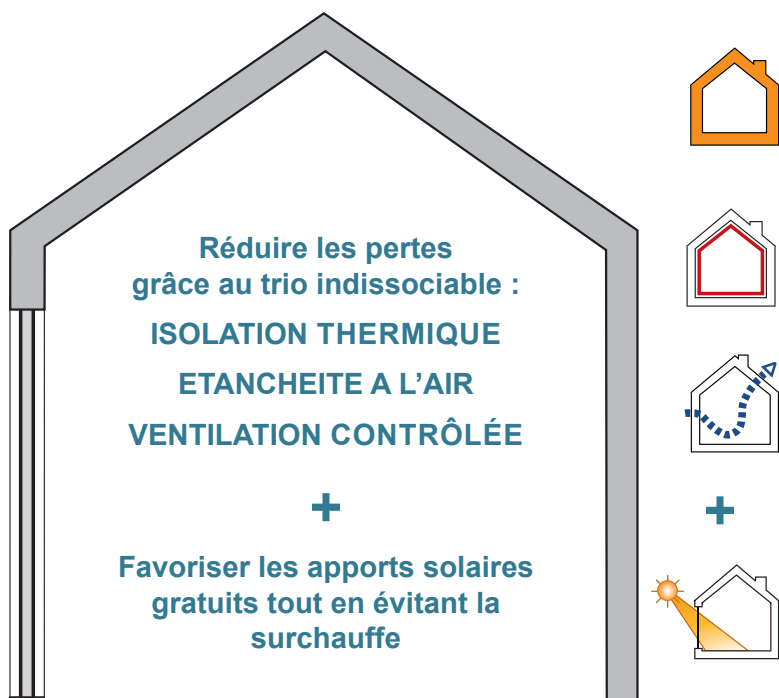 Réduire les pertes
grâce au trio indissociable :
ISOLATION THERMIQUE
ETANCHEITE A L’AIR
VENTILATION CONTRÔLÉE
+
Favoriser les apports solaires
gratuits tout en évitant la
surchauffe
+